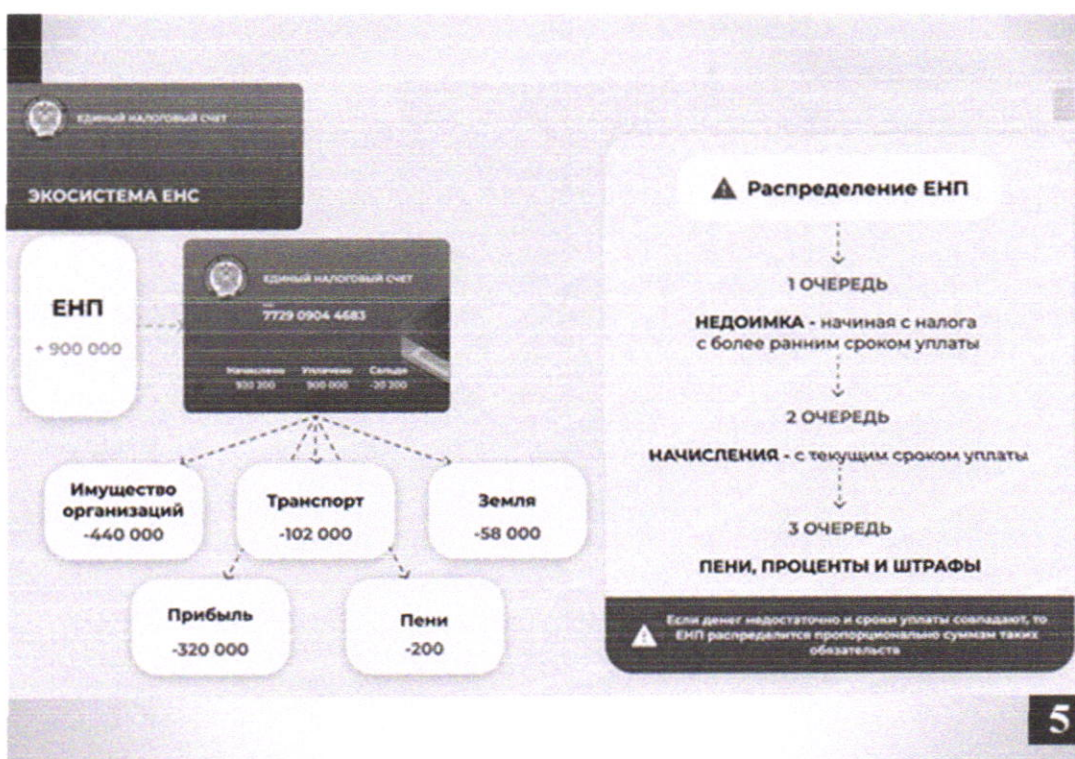 ЕДИНЫЙ НАЛОГОВЫЙ СЧЕТ
ЭКОСИСТЕМА ЕНС
ЕНП
+ 900 000
ЕДИНЫЙ НАЛОГОВЫЙ СЧЕТ
7729 0904 4683
Начислено Уплачено Сальдо
920 200 900 000 -20 200
Имущество
организаций
-440 000
Транспорт
-102 000
Земля
-58 000
Прибыль
-320 000
Пени
-200
Распределение ЕНП
1 ОЧЕРЕДЬ
НЕДОИМКА - начиная с налога
с более ранним сроком уплаты
2 ОЧЕРЕДЬ
НАЧИСЛЕНИЯ - с текущим сроком уплаты
3 ОЧЕРЕДЬ
ПЕНИ, ПРОЦЕНТЫ И ШТРАФЫ
Если денег недостаточно и сроки уплаты совпадают, то
ЕНП распределится пропорционально суммам таких
обязательств
5